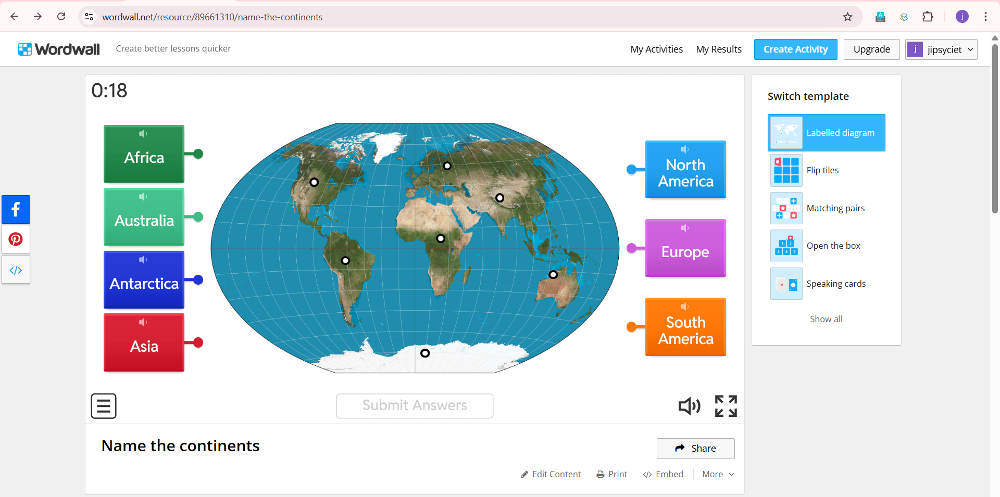 wordwall.net/resource/89661310/name-the-continents
j
Wordwall
Create better lessons quicker
My Activities
My Results
Create Activity
Upgrade
j
jipsyciet
0:18
Africa
Australia
Antarctica
Asia
North
America
Europe
South
America
Submit Answers
Switch template
Labelled diagram
Flip tiles
Matching pairs
Open the box
Speaking cards
Show all
Name the continents
Share
Edit Content
Print
Embed
More